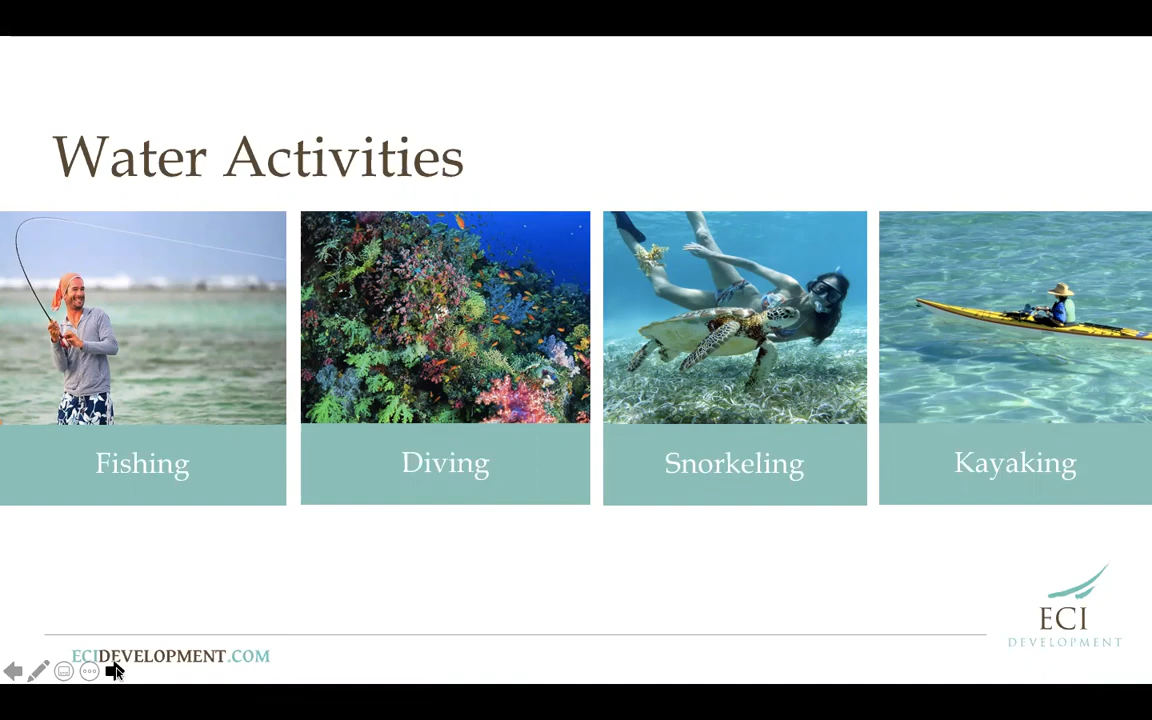 Water Activities
Fishing
Diving
Snorkeling
Kayaking
ECI
DEVELOPMENT
ECIDEVELOPMENT.COM